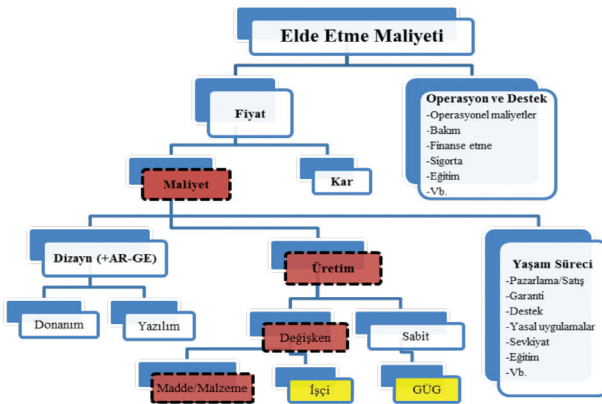 Elde Etme Maliyeti
Fiyat
Operasyon ve Destek
-Operasyonel maliyetler
-Bakım
-Finanse etme
-Sigorta
-Eğitim
-Vb.
Maliyet
Kar
Dizayn (+AR-GE)
Üretim
Yaşam Süreci
-Pazarlama/Satış
-Garanti
-Destek
-Yasal uygulamalar
-Sevkiyat
-Eğitim
-Vb.
Donanım
Yazılım
Değişken
Sabit
Madde/Malzeme
İşçi
GÜG